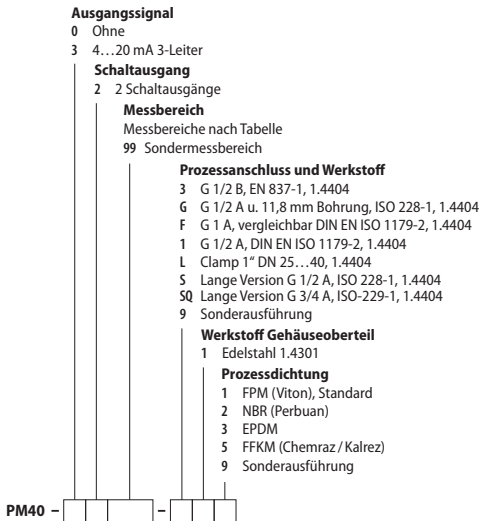 Ausgangssignal
0 Ohne
3 4…20 mA 3-Leiter
Schaltausgang
2 2 Schaltausgänge
Messbereich
Messbereiche nach Tabelle
99 Sondermessbereich
Prozessanschluss und Werkstoff
3 G 1/2 B, EN 837-1, 1.4404
G G 1/2 A u. 11,8 mm Bohrung, ISO 228-1, 1.4404
F G 1 A, vergleichbar DIN EN ISO 1179-2, 1.4404
1 G 1/2 A, DIN EN ISO 1179-2, 1.4404
L Clamp 1“ DN 25…40, 1.4404
S Lange Version G 1/2 A, ISO 228-1, 1.4404
SQ Lange Version G 3/4 A, ISO-229-1, 1.4404
9 Sonderausführung
Werkstoff Gehäuseoberteil
1 Edelstahl 1.4301
Prozessdichtung
1 FPM (Viton), Standard
2 NBR (Perbuan)
3 EPDM
5 FFKM (Chemraz / Kalrez)
9 Sonderausführung
PM40 – –